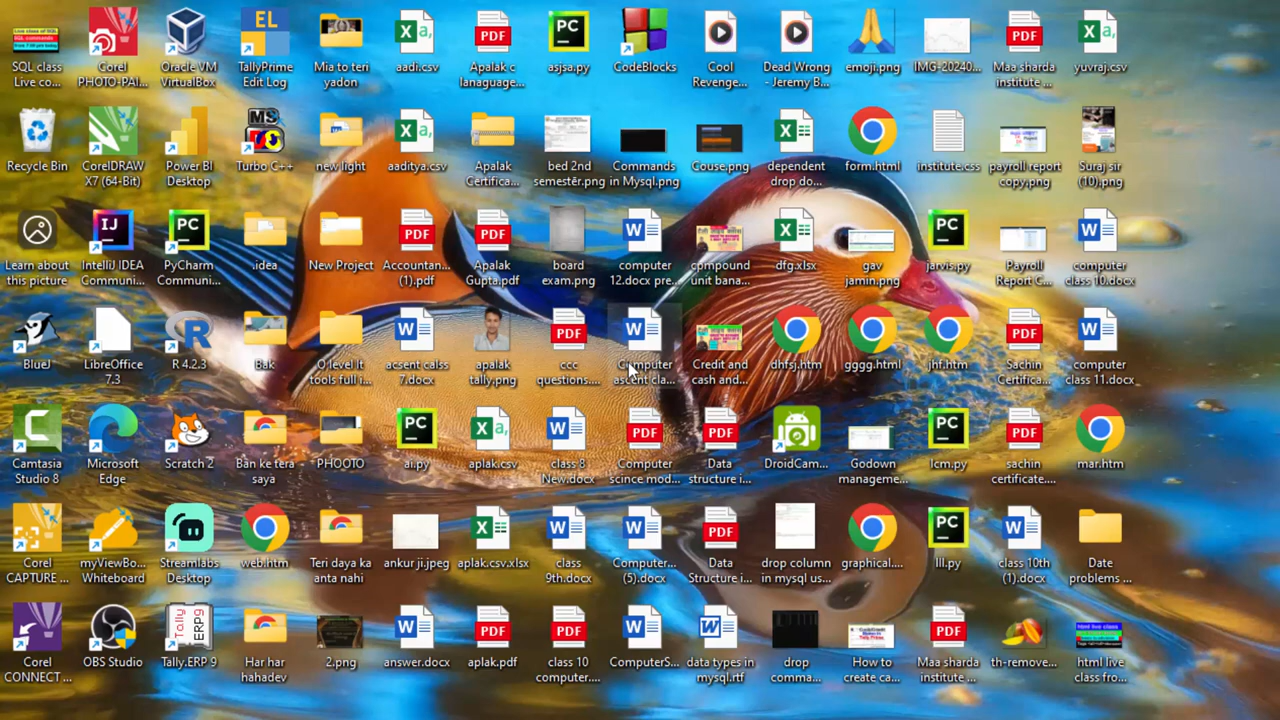 SQL class
Live co...
Corel
PHOTO-PAI...
Oracle VM
VirtualBox
TallyPrime
Edit Log
Mia to teri
yadon
aadi.csv
Apalak c
lanaguage...
asjsa.py
CodeBlocks
Cool
Revenge...
Dead Wrong
- Jeremy B...
emoji.png
IMG-20240...
Maa sharda
institute ...
yuvraj.csv
Recycle Bin
CorelDRAW
X7 (64-Bit)
Power BI
Desktop
Turbo C++
new light
aaditya.csv
Apalak
Certifica...
bed 2nd
semester.png
Commands
in Mysql.png
Couse.png
dependent
drop do...
form.html
institute.css
payroll report
copy.png
Suraj sir
(10).png
Learn about
this picture
IntelliJ IDEA
Communi...
PyCharm
Communi...
.idea
New Project
Accountan...
(1).pdf
Apalak
Gupta.pdf
board
exam.png
computer
12.docx pre...
compound
unit bana...
dfg.xlsx
gav
jamin.png
jarvis.py
Payroll
Report C...
computer
class 10.docx
BlueJ
LibreOffice
7.3
R 4.2.3
Bak
O level It
tools full i...
acsent calss
7.docx
apalak
tally.png
ccc
questions....
Computer
ascent cla...
Credit and
cash and...
dhfsj.htm
gggg.html
jhf.htm
Sachin
Certifica...
computer
class 11.docx
Camtasia
Studio 8
Microsoft
Edge
Scratch 2
Ban ke tera
saya
PHOOTO
ai.py
aplak.csv
class 8
New.docx
Computer
scince mod...
Data
structure i...
DroidCam...
Godown
manageme...
lcm.py
sachin
certificate....
mar.htm
Corel
CAPTURE ...
myViewBo...
Whiteboard
Streamlabs
Desktop
web.htm
Teri daya ka
anta nahi
ankur ji.jpeg
aplak.csv.xlsx
class
9th.docx
Computer...
(5).docx
Data
Structure i...
drop column
in mysql us...
graphical....
lll.py
class 10th
(1).docx
Date
problems ...
Corel
CONNECT ...
OBS Studio
Tally.ERP 9
Har har
hahadev
2.png
answer.docx
aplak.pdf
class 10
computer....
ComputerS...
data types in
mysql.rtf
drop
comma...
How to
create ca...
Maa sharda
institute ...
th-remove...
html live
class fro...